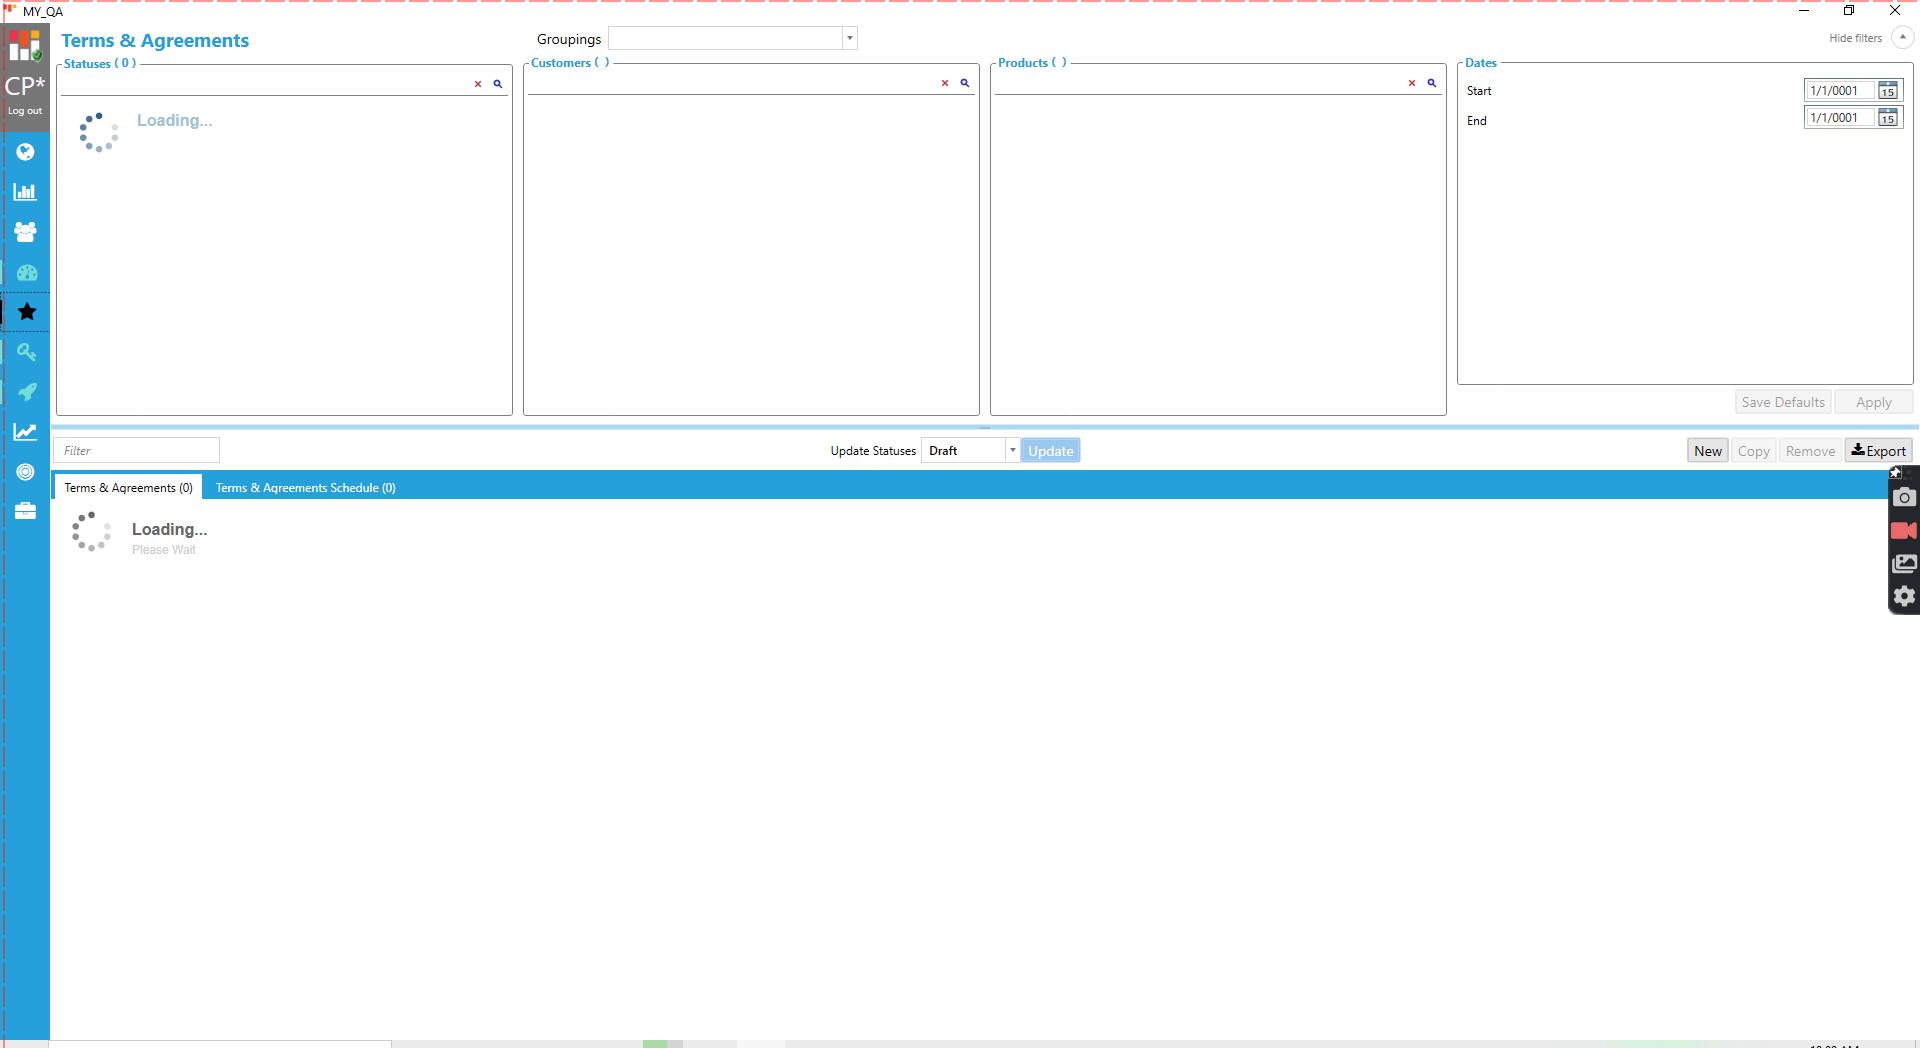 MY_QA
CP*
Log out
Terms & Agreements
Groupings
Hide filters
Statuses ( 0 )
Customers ( )
Products ( )
Dates
Loading...
Start
1/1/0001
15
End
1/1/0001
15
Save Defaults
Apply
Filter
Update Statuses
Draft
Update
New
Copy
Remove
Export
Terms & Agreements (0)
Terms & Agreements Schedule (0)
Loading...
Please Wait